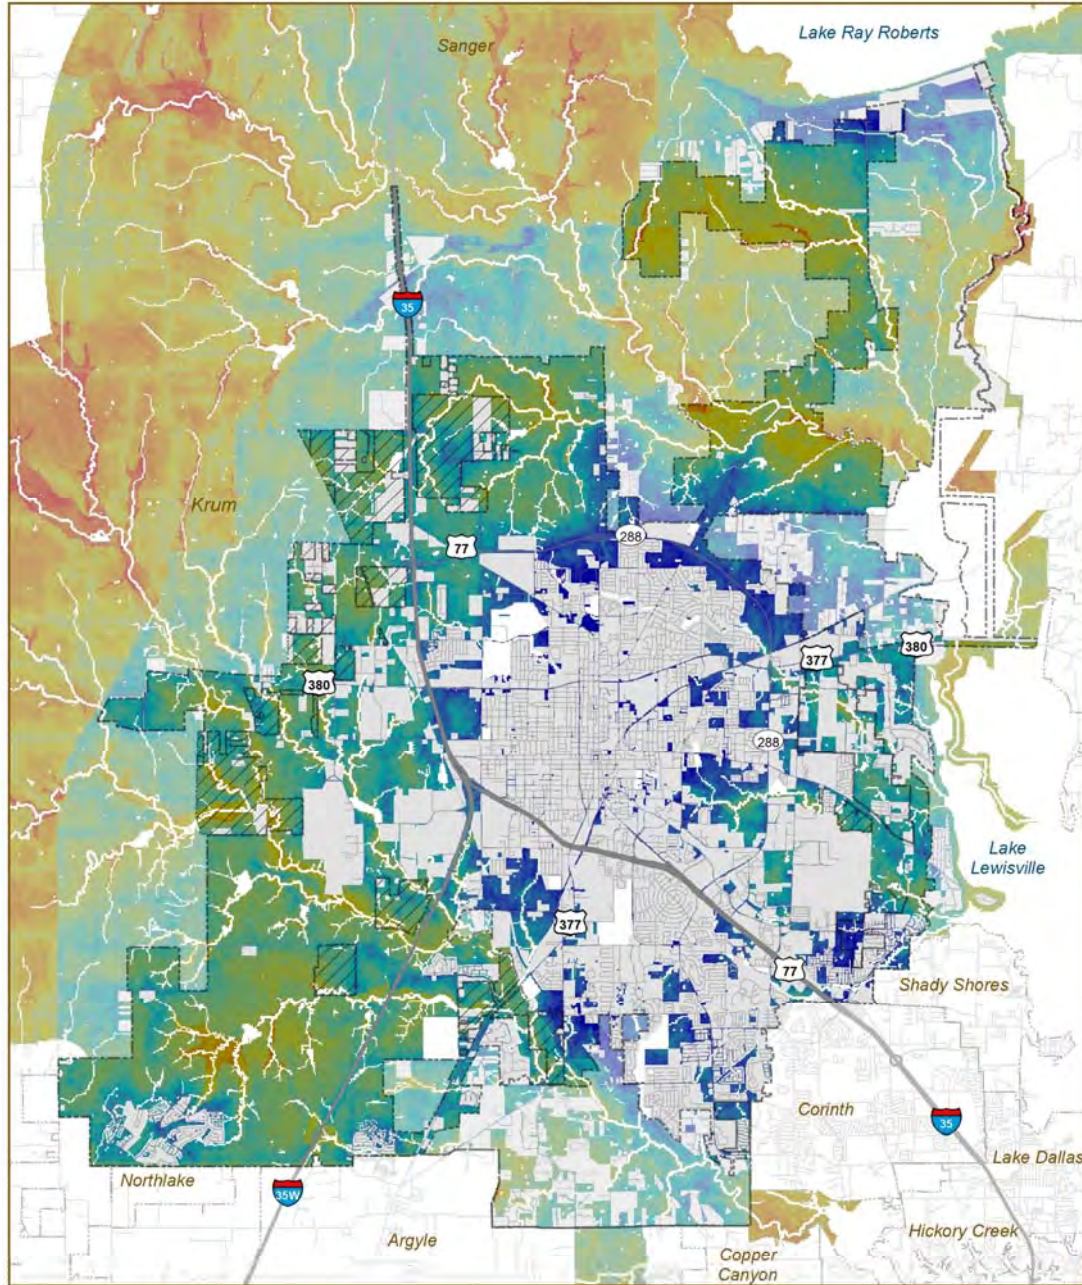 Lake Ray Roberts
Sanger
35
Krum
288
77
377
380
380
288
Lake
Lewisville
377
77
Shady Shores
Corinth
35
Lake Dallas
Northlake
35W
Hickory Creek
Argyle
Copper
Canyon